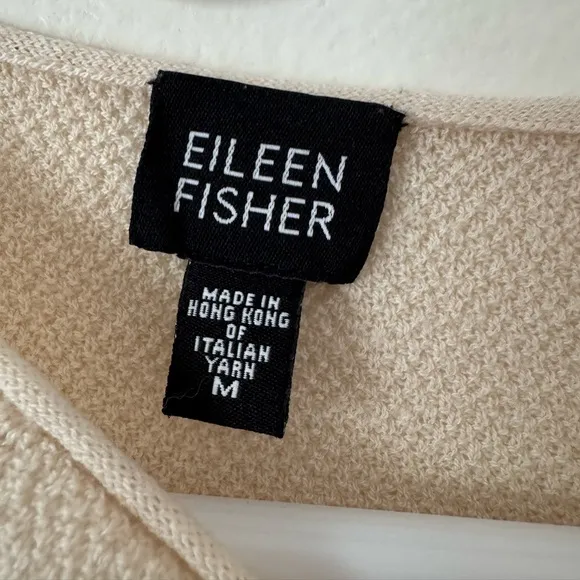 EILEEN
FISHER
MADE IN
HONG KONG
OF
ITALIAN
YARN
M